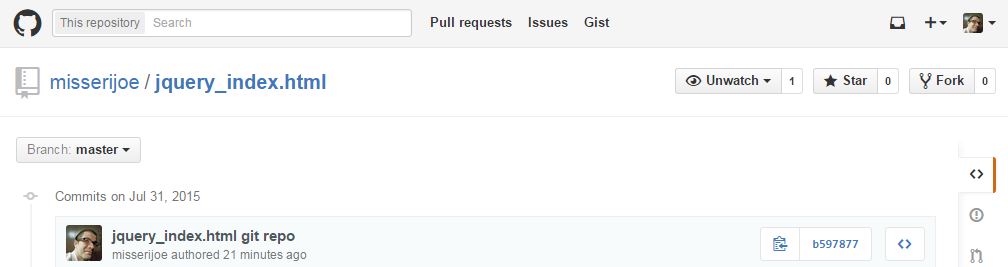 This repository Search Pull requests Issues Gist
misserijoe / jquery_index.html Unwatch 1 Star 0 Fork 0
Branch: master
Commits on Jul 31, 2015
jquery_index.html git repo
b597877
misserijoe authored 21 minutes ago